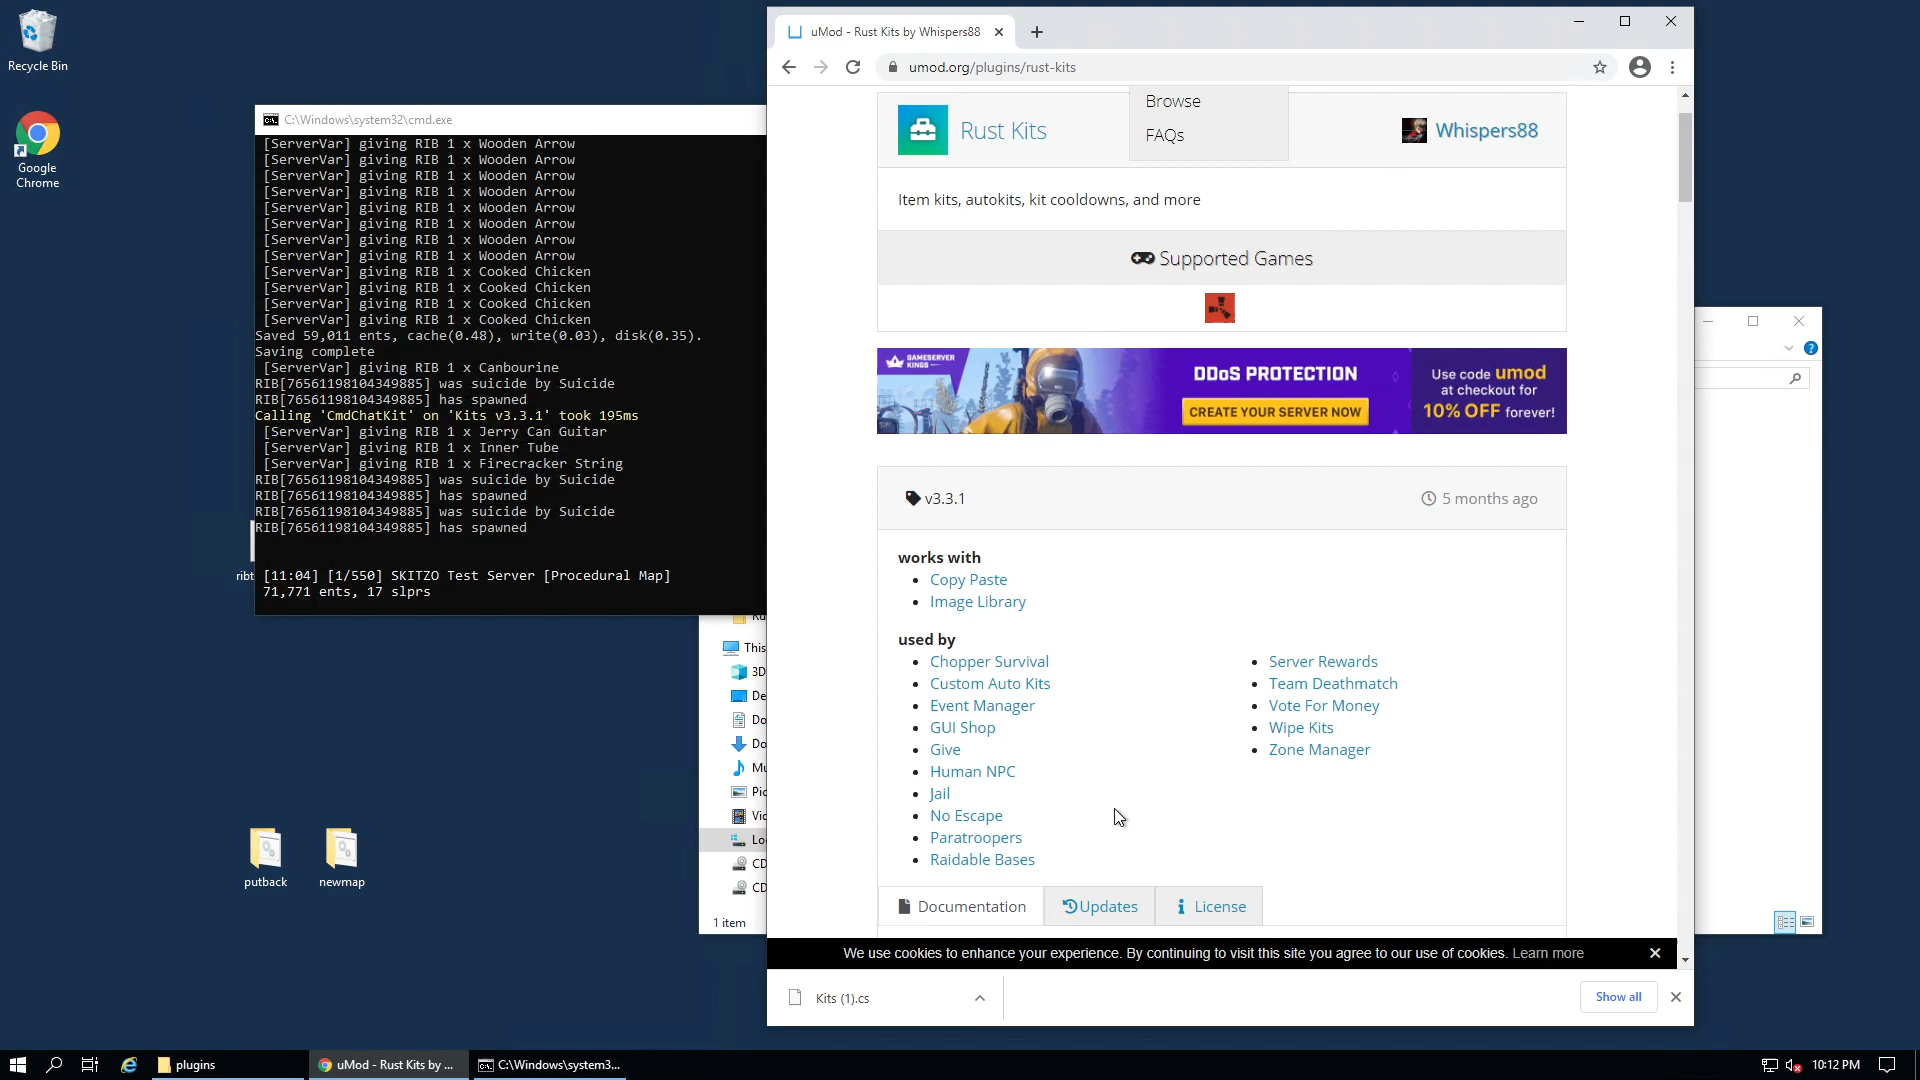 Recycle Bin
Google
Chrome
C:\Windows\system32\cmd.exe
[ServerVar] giving RIB 1 x Wooden Arrow
[ServerVar] giving RIB 1 x Wooden Arrow
[ServerVar] giving RIB 1 x Wooden Arrow
[ServerVar] giving RIB 1 x Wooden Arrow
[ServerVar] giving RIB 1 x Wooden Arrow
[ServerVar] giving RIB 1 x Wooden Arrow
[ServerVar] giving RIB 1 x Wooden Arrow
[ServerVar] giving RIB 1 x Wooden Arrow
[ServerVar] giving RIB 1 x Cooked Chicken
[ServerVar] giving RIB 1 x Cooked Chicken
[ServerVar] giving RIB 1 x Cooked Chicken
[ServerVar] giving RIB 1 x Cooked Chicken
Saved 59,011 ents, cache(0.48), write(0.03), disk(0.35).
Saving complete
[ServerVar] giving RIB 1 x Canbourine
RIB[76561198104349885] was suicide by Suicide
RIB[76561198104349885] has spawned
Calling 'CmdChatKit' on 'Kits v3.3.1' took 195ms
[ServerVar] giving RIB 1 x Jerry Can Guitar
[ServerVar] giving RIB 1 x Inner Tube
[ServerVar] giving RIB 1 x Firecracker String
RIB[76561198104349885] was suicide by Suicide
RIB[76561198104349885] has spawned
RIB[76561198104349885] was suicide by Suicide
RIB[76561198104349885] has spawned
[11:04] [1/550] SKITZO Test Server [Procedural Map]
71,771 ents, 17 slprs
ribt
This
3D
De
Do
Do
Mu
Pic
Vid
Loc
CD
CD
1 item
putback
newmap
uMod - Rust Kits by Whispers88
umod.org/plugins/rust-kits
Browse
FAQs
Rust Kits
Whispers88
Item kits, autokits, kit cooldowns, and more
Supported Games
GAMESERVER
KINGS
DDoS PROTECTION
CREATE YOUR SERVER NOW
Use code umod
at checkout for
10% OFF forever!
v3.3.1
5 months ago
works with
Copy Paste
Image Library
used by
Chopper Survival
Custom Auto Kits
Event Manager
GUI Shop
Give
Human NPC
Jail
No Escape
Paratroopers
Raidable Bases
Server Rewards
Team Deathmatch
Vote For Money
Wipe Kits
Zone Manager
Documentation
Updates
License
We use cookies to enhance your experience. By continuing to visit this site you agree to our use of cookies. Learn more
Kits (1).cs
Show all
plugins
uMod - Rust Kits by ...
C:\Windows\system3...
10:12 PM